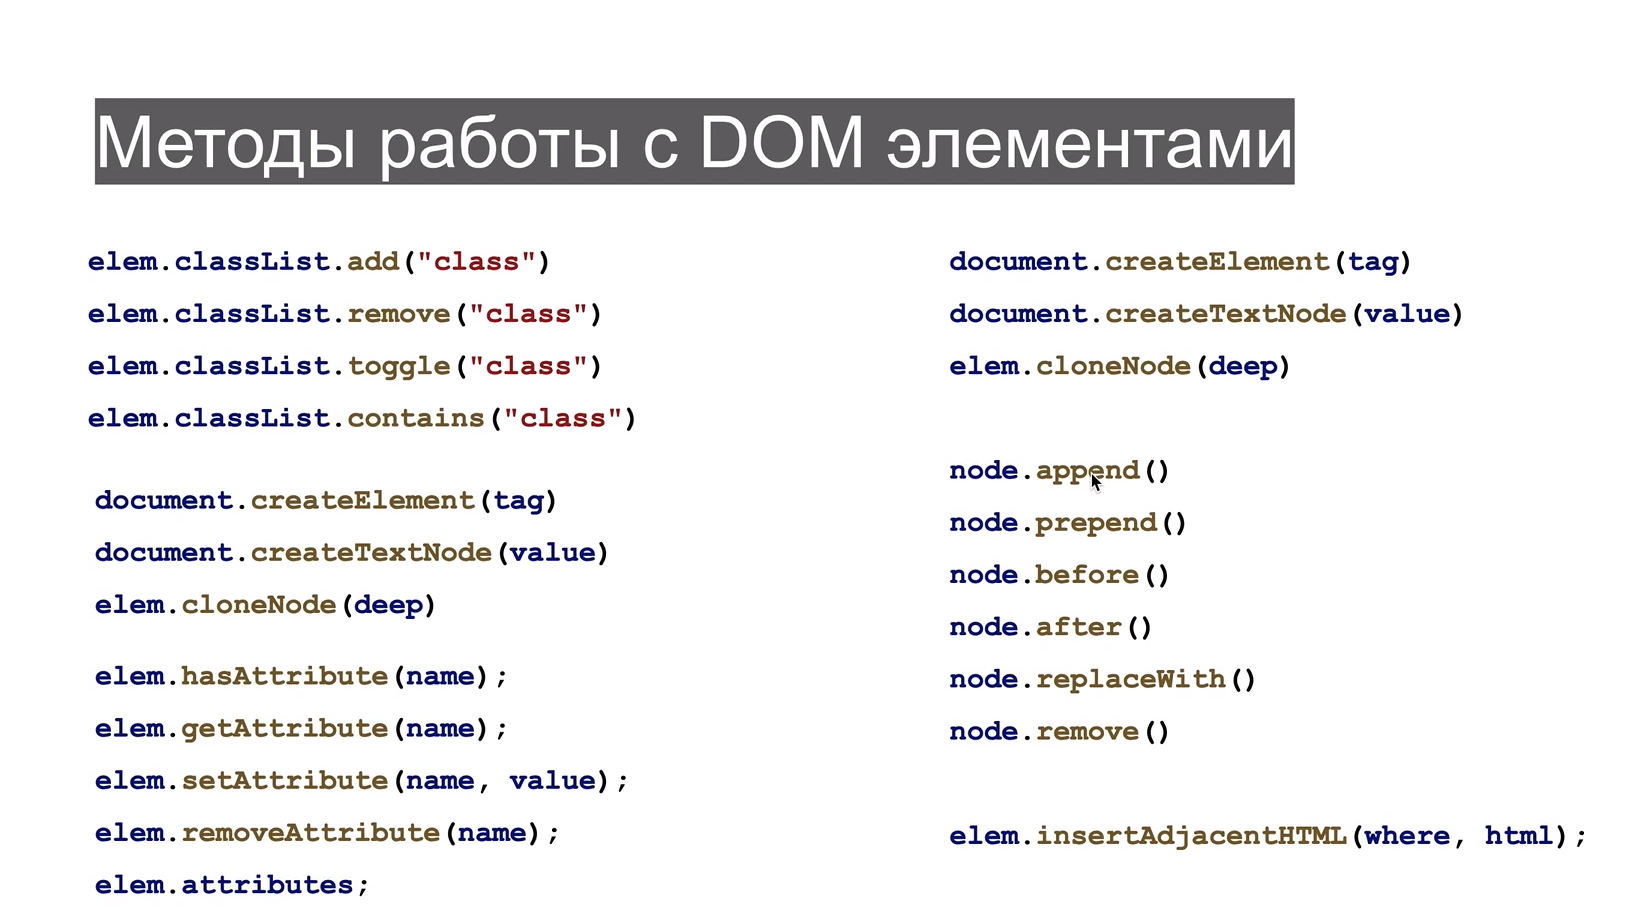 Методы работы с DOM элементами
elem.classList.add("class")
elem.classList.remove("class")
elem.classList.toggle("class")
elem.classList.contains("class")
document.createElement(tag)
document.createTextNode(value)
elem.cloneNode(deep)
elem.hasAttribute(name);
elem.getAttribute(name);
elem.setAttribute(name, value);
elem.removeAttribute(name);
elem.attributes;
document.createElement(tag)
document.createTextNode(value)
elem.cloneNode(deep)
node.append()
node.prepend()
node.before()
node.after()
node.replaceWith()
node.remove()
elem.insertAdjacentHTML(where, html);